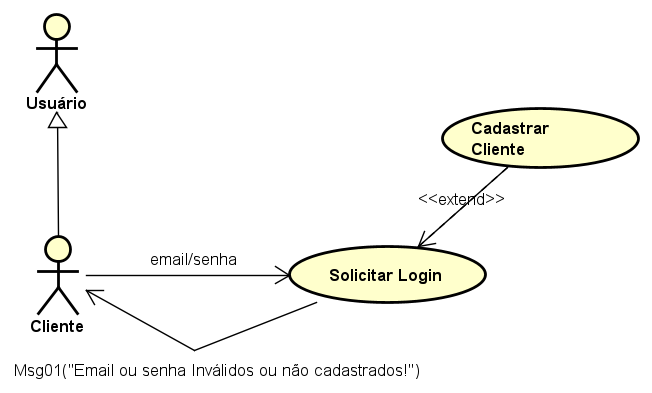 Usuário
Cadastrar
Cliente
<<extend>>
email/senha
Solicitar Login
Cliente
Msg01("Email ou senha Inválidos ou não cadastrados!")